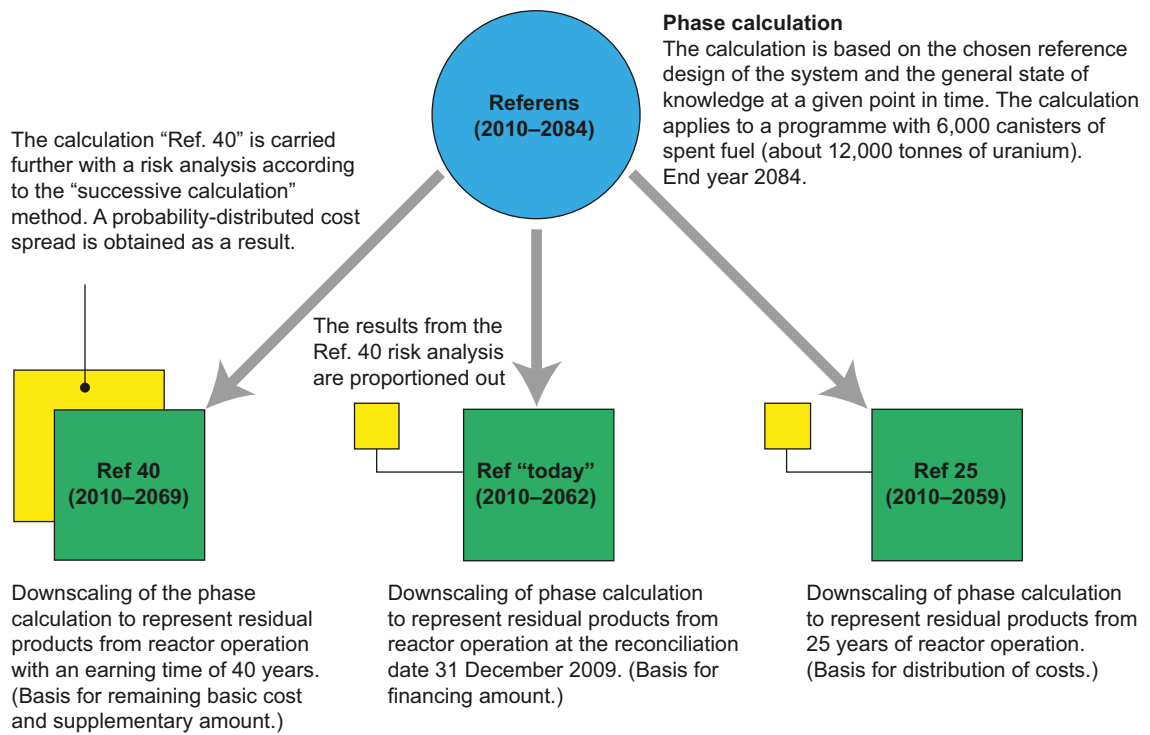 Phase calculation
The calculation is based on the chosen reference
design of the system and the general state of
knowledge at a given point in time. The calculation
applies to a programme with 6,000 canisters of
spent fuel (about 12,000 tonnes of uranium).
End year 2084.
Referens
(2010–2084)
The calculation “Ref. 40” is carried
further with a risk analysis according
to the “successive calculation”
method. A probability-distributed cost
spread is obtained as a result.
The results from the
Ref. 40 risk analysis
are proportioned out
Ref 40
(2010–2069)
Ref “today”
(2010–2062)
Ref 25
(2010–2059)
Downscaling of the phase
calculation to represent residual
products from reactor operation
with an earning time of 40 years.
(Basis for remaining basic cost
and supplementary amount.)
Downscaling of phase calculation
to represent residual products from
reactor operation at the reconciliation
date 31 December 2009. (Basis for
financing amount.)
Downscaling of phase calculation
to represent residual products from
25 years of reactor operation.
(Basis for distribution of costs.)